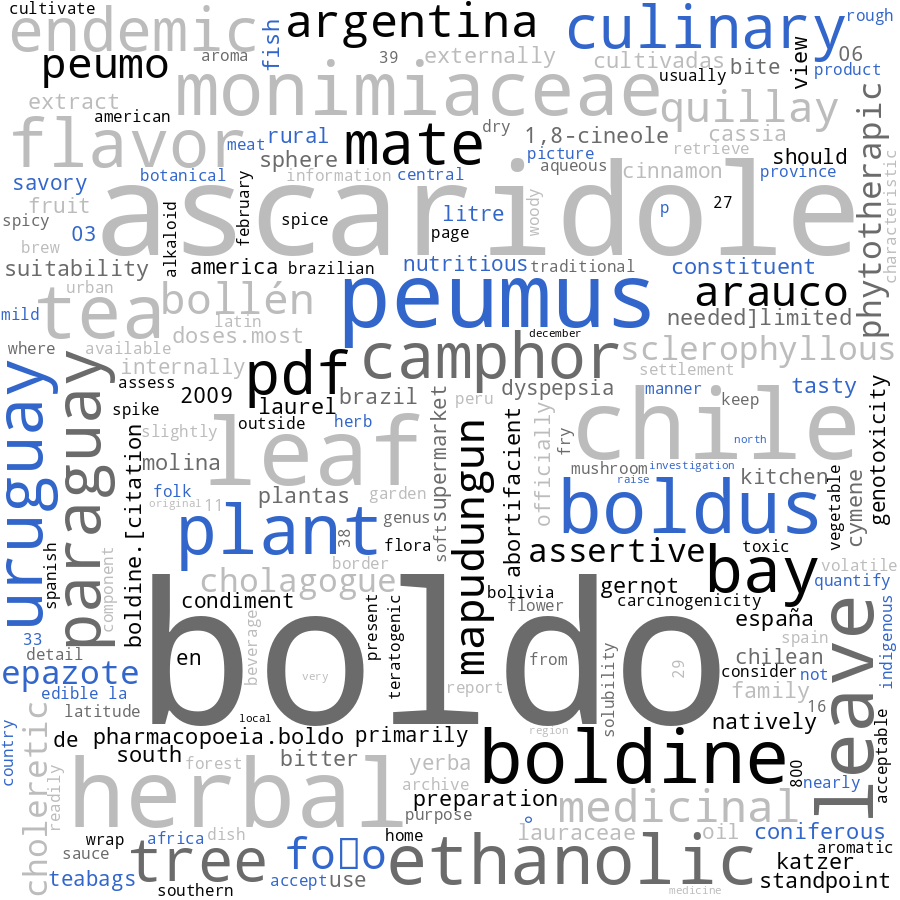 cultivate
endemic
fish
argentina
culinary
rough
peumo
aroma
39
externally
cultivadas
usually
bite
view
06
product
extract
american
monimiaceae
quillay
phytotherapic
flavor
meat
rural
sphere
mate
dry
1,8-cineole
picture
aqueous
cassia
retrieve
should
province
characteristic
savory
botanical
information
central
cinnamon
fruit
spicy
03
alkaloid
february
ascaridole
spice
litre
page
woody
p
27
brew
suitability
america
brazilian
nutritious
traditional
constituent
urban
mild
tea
bollén
latin
doses.most
peumus
arauco
needed]limited
where
available
internally
pdf
camphor
december
sclerophyllous
settlement
assess
2009
laurel
brazil
peru
dyspepsia
manner
keep
tasty
uruguay
paraguay
spike
outside
herb
slightly
leaf
supermarket
soft
mapudungun
abortifacient
officially
fry
chile
north
genotoxicity
molina
boldine.[citation
folk
original
11
plantas
garden
mushroom
investigation
raise
kitchen
vegetable
cymene
plant
38
genus
flora
boldus
border
assertive
bay
toxic
volatile
quantify
spanish
component
cholagogue
condiment
bolivia
flower
gernot
carcinogenicity
españa
indigenous
33
detail
boldo
en
beverage
very
present
teratogenic
from
solubility
29
spain
chilean
consider
not
epazote
edible
la
report
family
16
leave
latitude
local
region
natively
acceptable
country
choleretic
de
pharmacopoeia.boldo
primarily
south
forest
bitter
yerba
boldine
800
nearly
readily
herbal
archive
preparation
purpose
medicinal
wrap
africa
dish
home
°
lauraceae
oil
coniferous
sauce
tree
fo□o
ethanolic
aromatic
katzer
teabags
southern
accept
use
medicine
standpoint